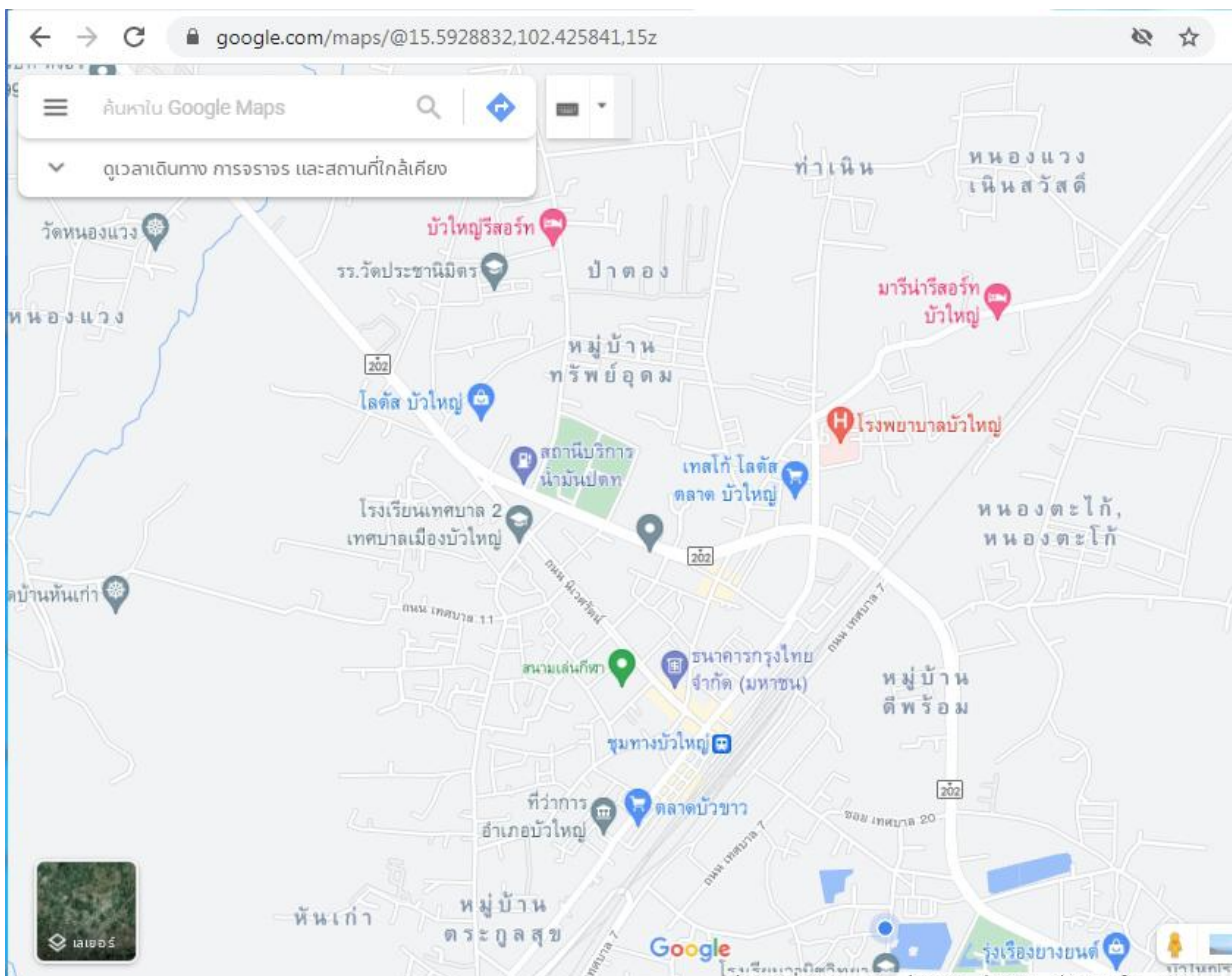 google.com/maps/@15.5928832,102.425841,15z
ค้นหาใน Google Maps
ดูเวลาเดินทาง การจราจร และสถานที่ใกล้เคียง
ท่าเนิน
หนองแวง
เนินสวัสดิ์
วัดหนองแวง
บัวใหญ่รีสอร์ท
รร.วัดประชานิมิตร
ป่าตอง
มารีน่ารีสอร์ท
บัวใหญ่
หนองแวง
หมู่บ้าน
ทรัพย์อุดม
202
โลตัส บัวใหญ่
โรงพยาบาลบัวใหญ่
สถานีบริการ
น้ำมันปตท
เทสโก้ โลตัส
ตลาด บัวใหญ่
โรงเรียนเทศบาล 2
เทศบาลเมืองบัวใหญ่
หนองตะไก้,
หนองตะโก้
202
ถนน นิเวศรัตน์
ถนน เทศบาล 7
ดบ้านหันเก่า
ถนน เทศบาล 11
สนามเล่นกีฬา
ธนาคารกรุงไทย
จำกัด (มหาชน)
หมู่บ้าน
ดีพร้อม
ชุมทางบัวใหญ่
202
ที่ว่าการ
อำเภอบัวใหญ่
ตลาดบัวขาว
ซอย เทศบาล 20
ถนน เทศบาล 7
หันเก่า
หมู่บ้าน
ตระกูลสุข
เลเยอร์
Google
รุ่งเรืองยางยนต์